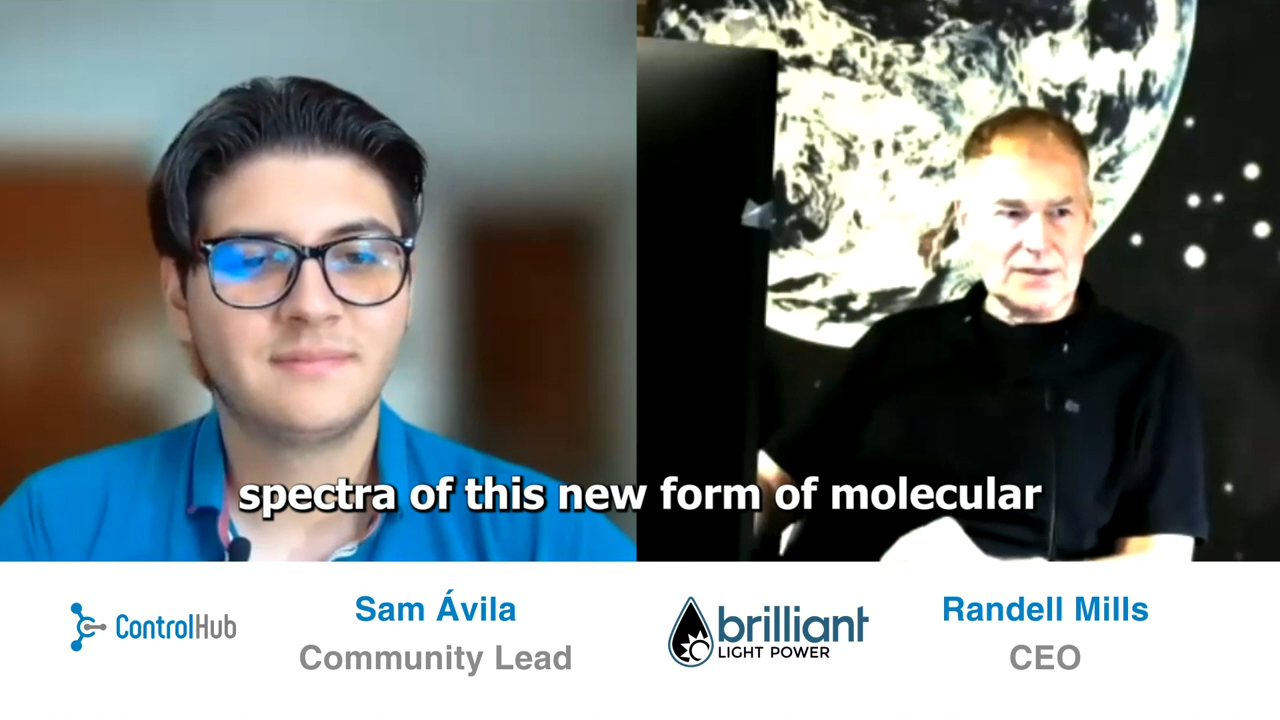 spectra of this new form of molecular
ControlHub
Sam Ávila
Community Lead
brilliant
LIGHT POWER
Randell Mills
CEO